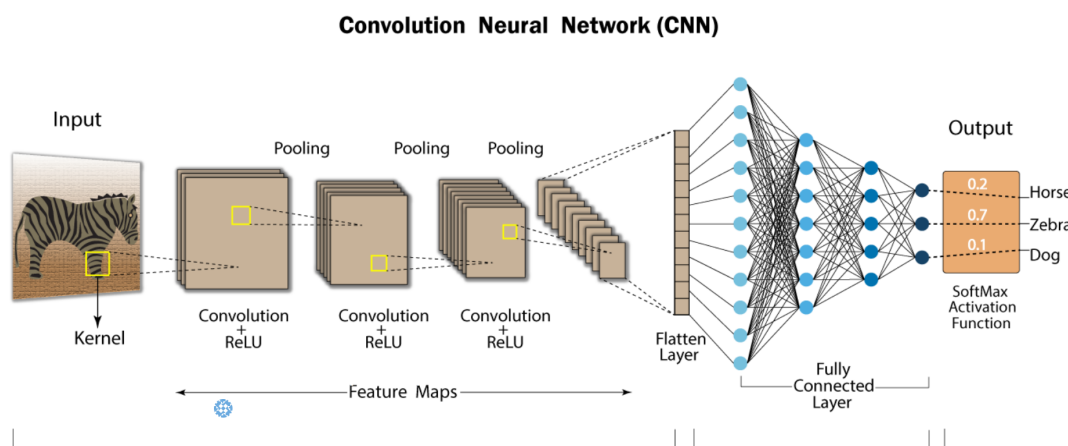 Convolution Neural Network (CNN)
Input
Pooling
Pooling
Pooling
Output
0.2
Horse
0.7
Zebra
0.1
Dog
Kernel
Convolution
+
ReLU
Convolution
+
ReLU
Convolution
+
ReLU
Flatten
Layer
SoftMax
Activation
Function
Fully
Connected
Layer
Feature Maps